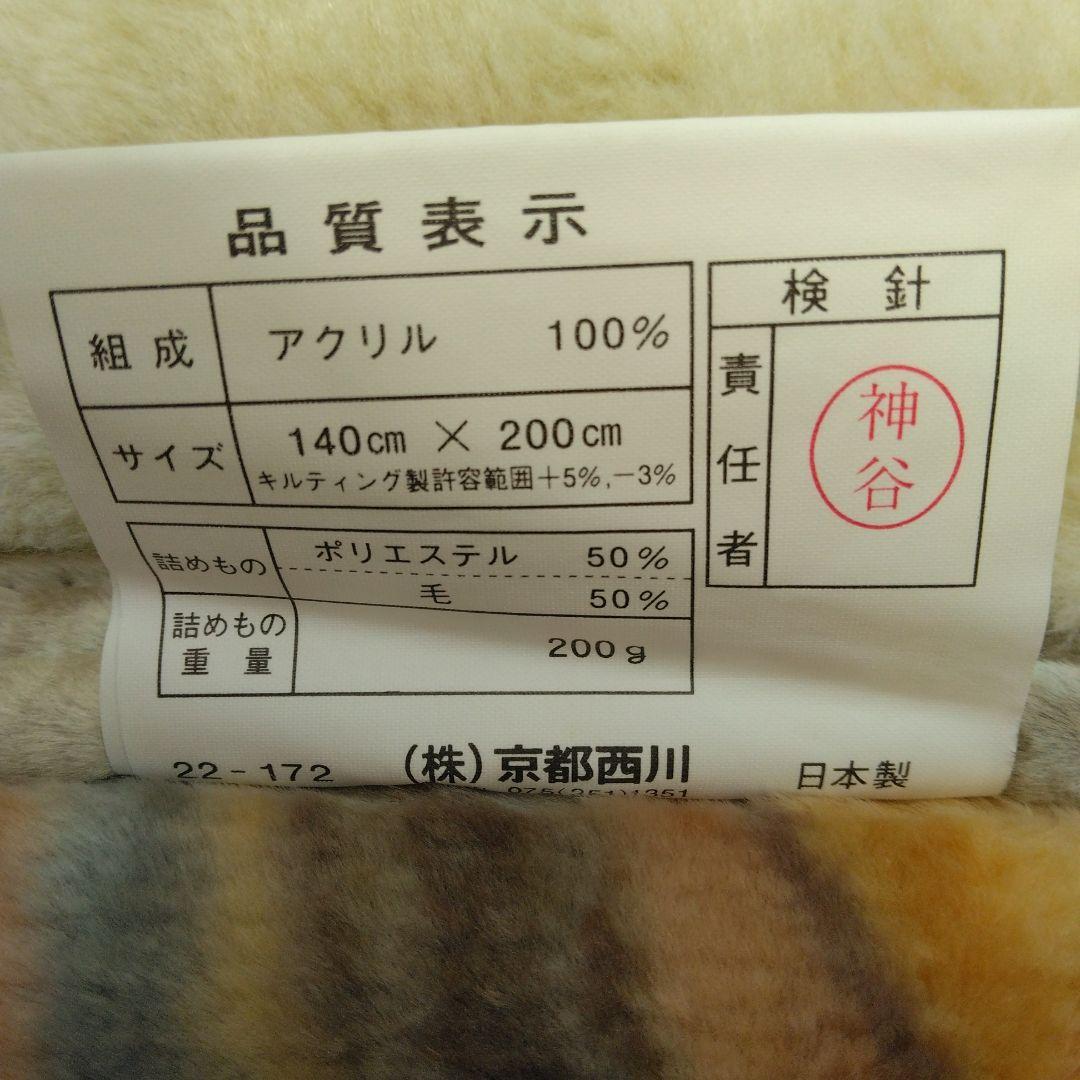 品質表示
組成 アクリル 100%
サイズ 140cm × 200cm
キルティング製許容範囲+5%,-3%
詰めもの ポリエステル 50%
毛 50%
詰めもの重量 200g
検針
責任者 神谷
22-172 (株)京都西川 日本製
075(251)1351